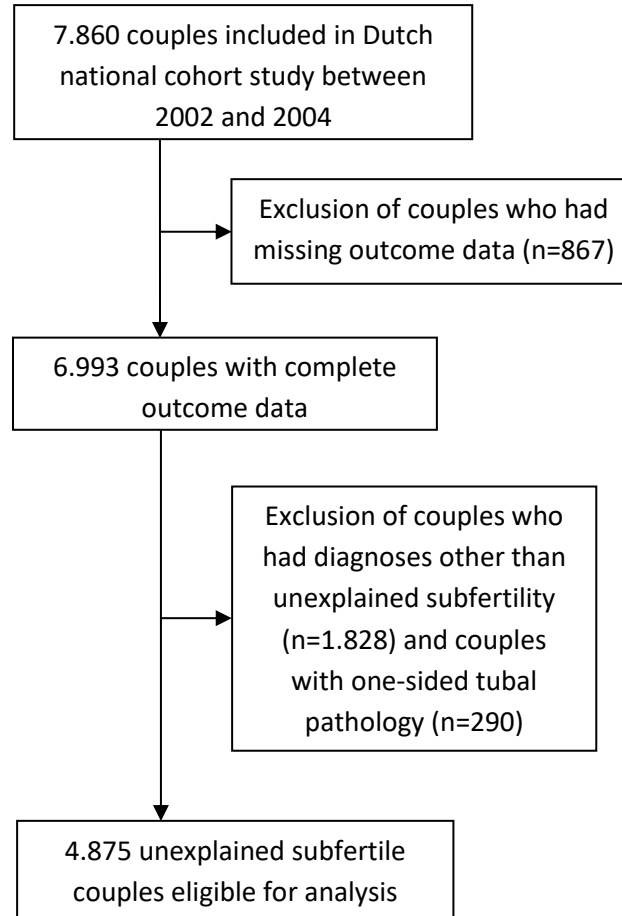 7.860 couples included in Dutch
national cohort study between
2002 and 2004
Exclusion of couples who had
missing outcome data (n=867)
6.993 couples with complete
outcome data
Exclusion of couples who
had diagnoses other than
unexplained subfertility
(n=1.828) and couples
with one-sided tubal
pathology (n=290)
4.875 unexplained subfertile
couples eligible for analysis